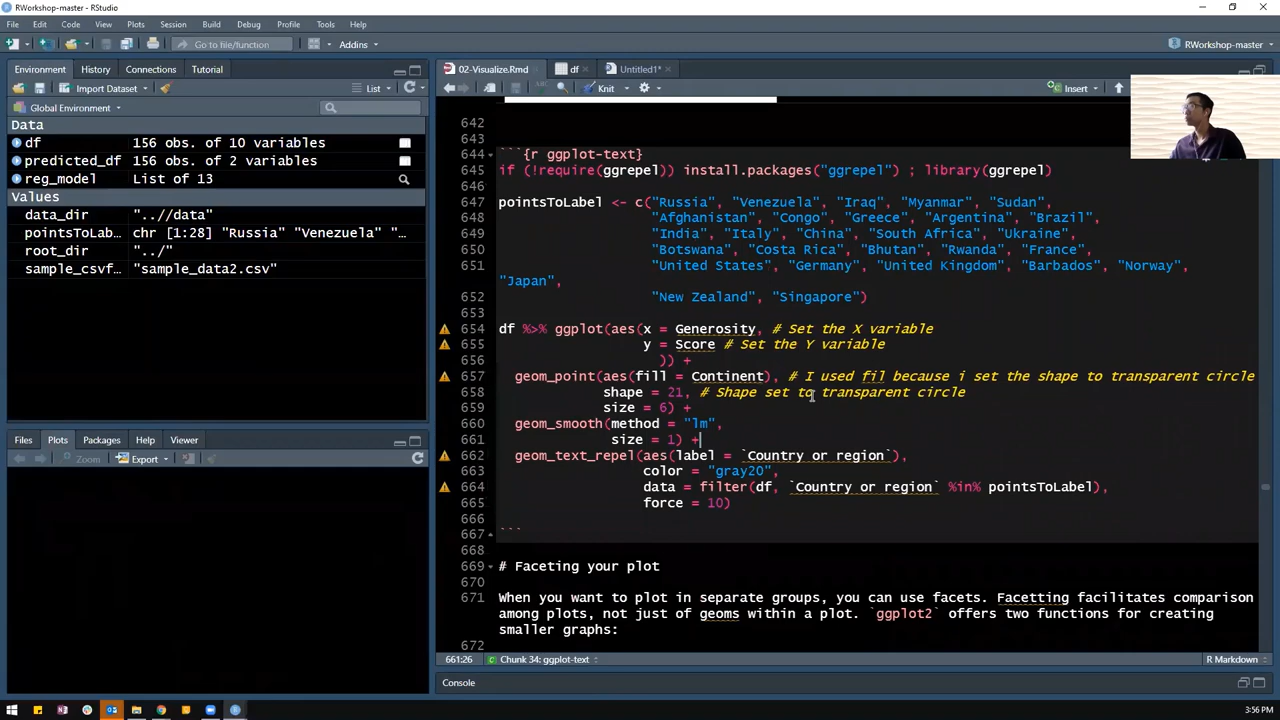 RWorkshop-master - RStudio
File Edit Code View Plots Session Build Debug Profile Tools Help
Go to file/function Addins RWorkshop-master
Environment History Connections Tutorial
Import Dataset List
Global Environment
Data
df 156 obs. of 10 variables
predicted_df 156 obs. of 2 variables
reg_model List of 13
Values
data_dir "..//data"
pointsToLab… chr [1:28] "Russia" "Venezuela" "…
root_dir "../"
sample_csvf… "sample_data2.csv"
Files Plots Packages Help Viewer
Zoom Export
02-Visualize.Rmd df Untitled1*
Knit Insert
642
643
644 ```{r ggplot-text}
645 if (!require(ggrepel)) install.packages("ggrepel") ; library(ggrepel)
646
647 pointsToLabel <- c("Russia", "Venezuela", "Iraq", "Myanmar", "Sudan",
648 "Afghanistan", "Congo", "Greece", "Argentina", "Brazil",
649 "India", "Italy", "China", "South Africa", "Ukraine",
650 "Botswana", "Costa Rica", "Bhutan", "Rwanda", "France",
651 "United States", "Germany", "United Kingdom", "Barbados", "Norway",
"Japan",
652 "New Zealand", "Singapore")
653
654 df %>% ggplot(aes(x = Generosity, # Set the X variable
655 y = Score # Set the Y variable
656 )) +
657 geom_point(aes(fill = Continent), # I used fil because i set the shape to transparent circle
658 shape = 21, # Shape set to transparent circle
659 size = 6) +
660 geom_smooth(method = "lm",
661 size = 1) +
662 geom_text_repel(aes(label = `Country or region`),
663 color = "gray20",
664 data = filter(df, `Country or region` %in% pointsToLabel),
665 force = 10)
666
667 ```
668
669 # Faceting your plot
670
671 When you want to plot in separate groups, you can use facets. Facetting facilitates comparison
among plots, not just of geoms within a plot. `ggplot2` offers two functions for creating
smaller graphs:
672
661:26 Chunk 34: ggplot-text R Markdown
Console
3:56 PM